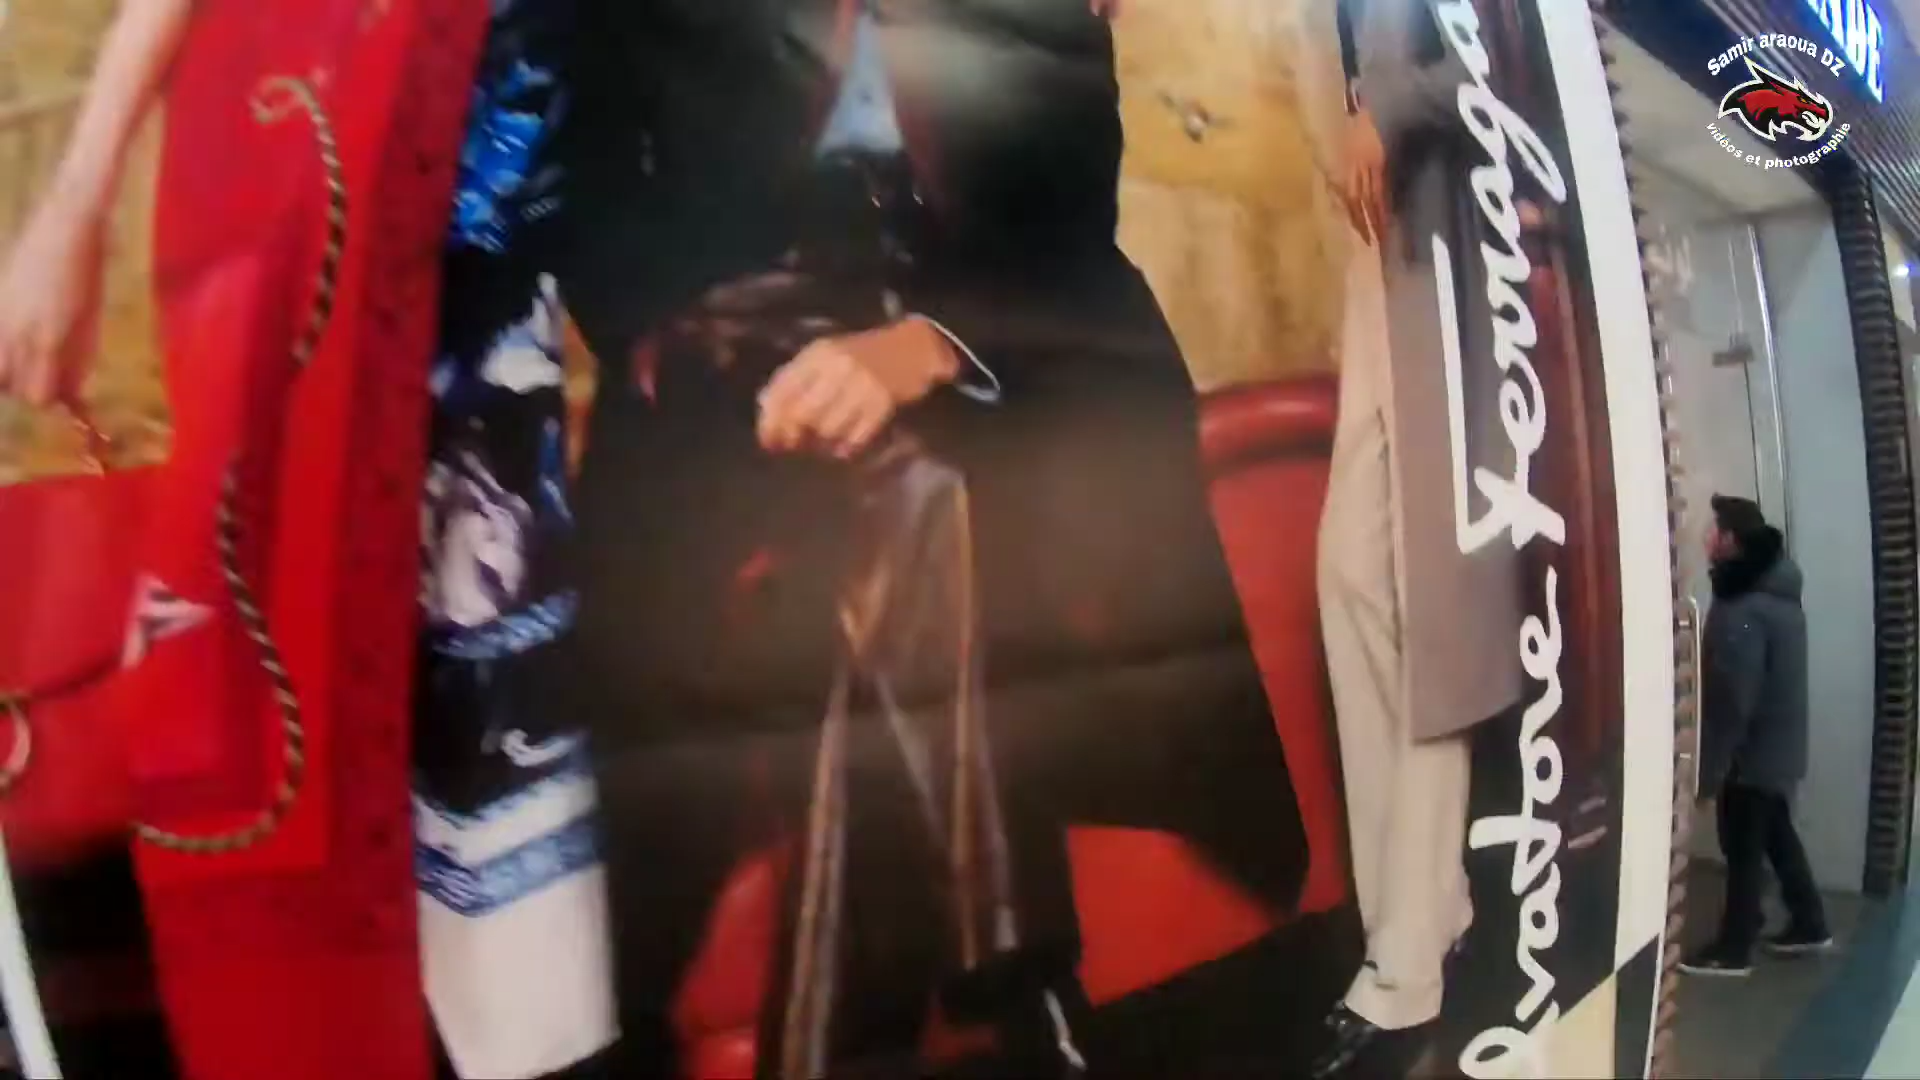 Samir araoua DZ
vidéos et photographie
Salvatore Ferragamo